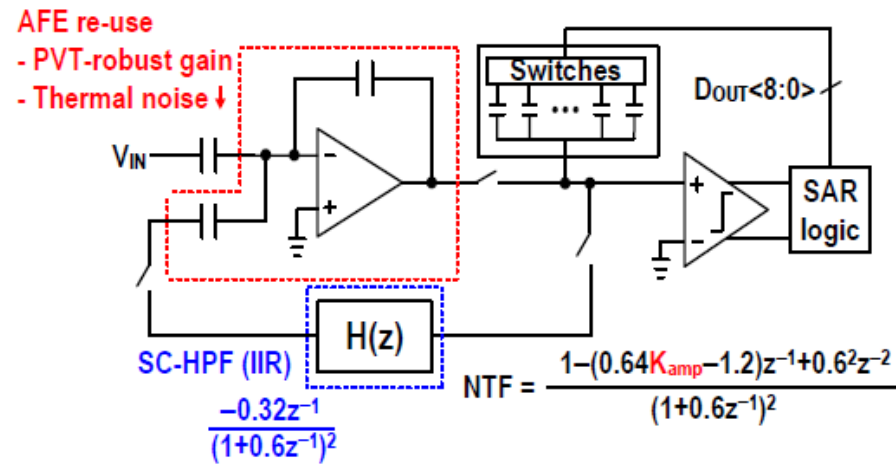 AFE re-use
- PVT-robust gain
- Thermal noise ↓
Switches
DOUT<8:0>
VIN
−
+
+
−
SAR
logic
H(z)
SC-HPF (IIR)
−0.32z⁻¹
(1+0.6z⁻¹)²
NTF =
1−(0.64Kamp−1.2)z⁻¹+0.6²z⁻²
(1+0.6z⁻¹)²